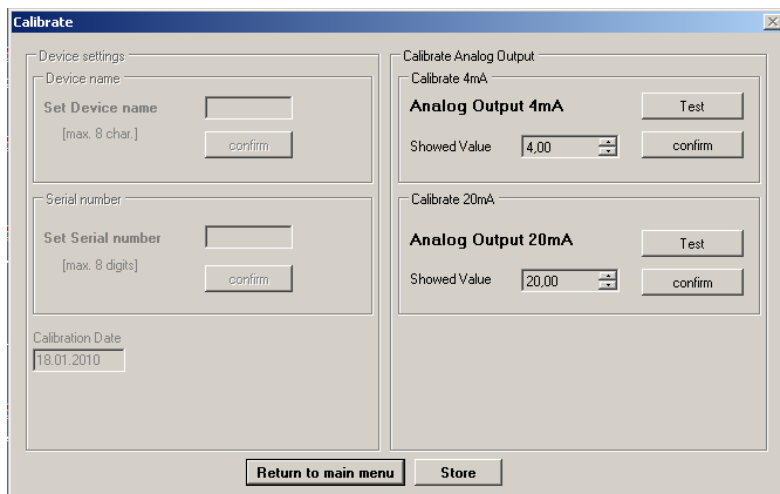 Calibrate
Device settings
Device name
Set Device name
[max. 8 char.]
confirm
Serial number
Set Serial number
[max. 8 digits]
confirm
Calibration Date
18.01.2010
Calibrate Analog Output
Calibrate 4mA
Analog Output 4mA
Test
Showed Value
4,00
confirm
Calibrate 20mA
Analog Output 20mA
Test
Showed Value
20,00
confirm
Return to main menu
Store